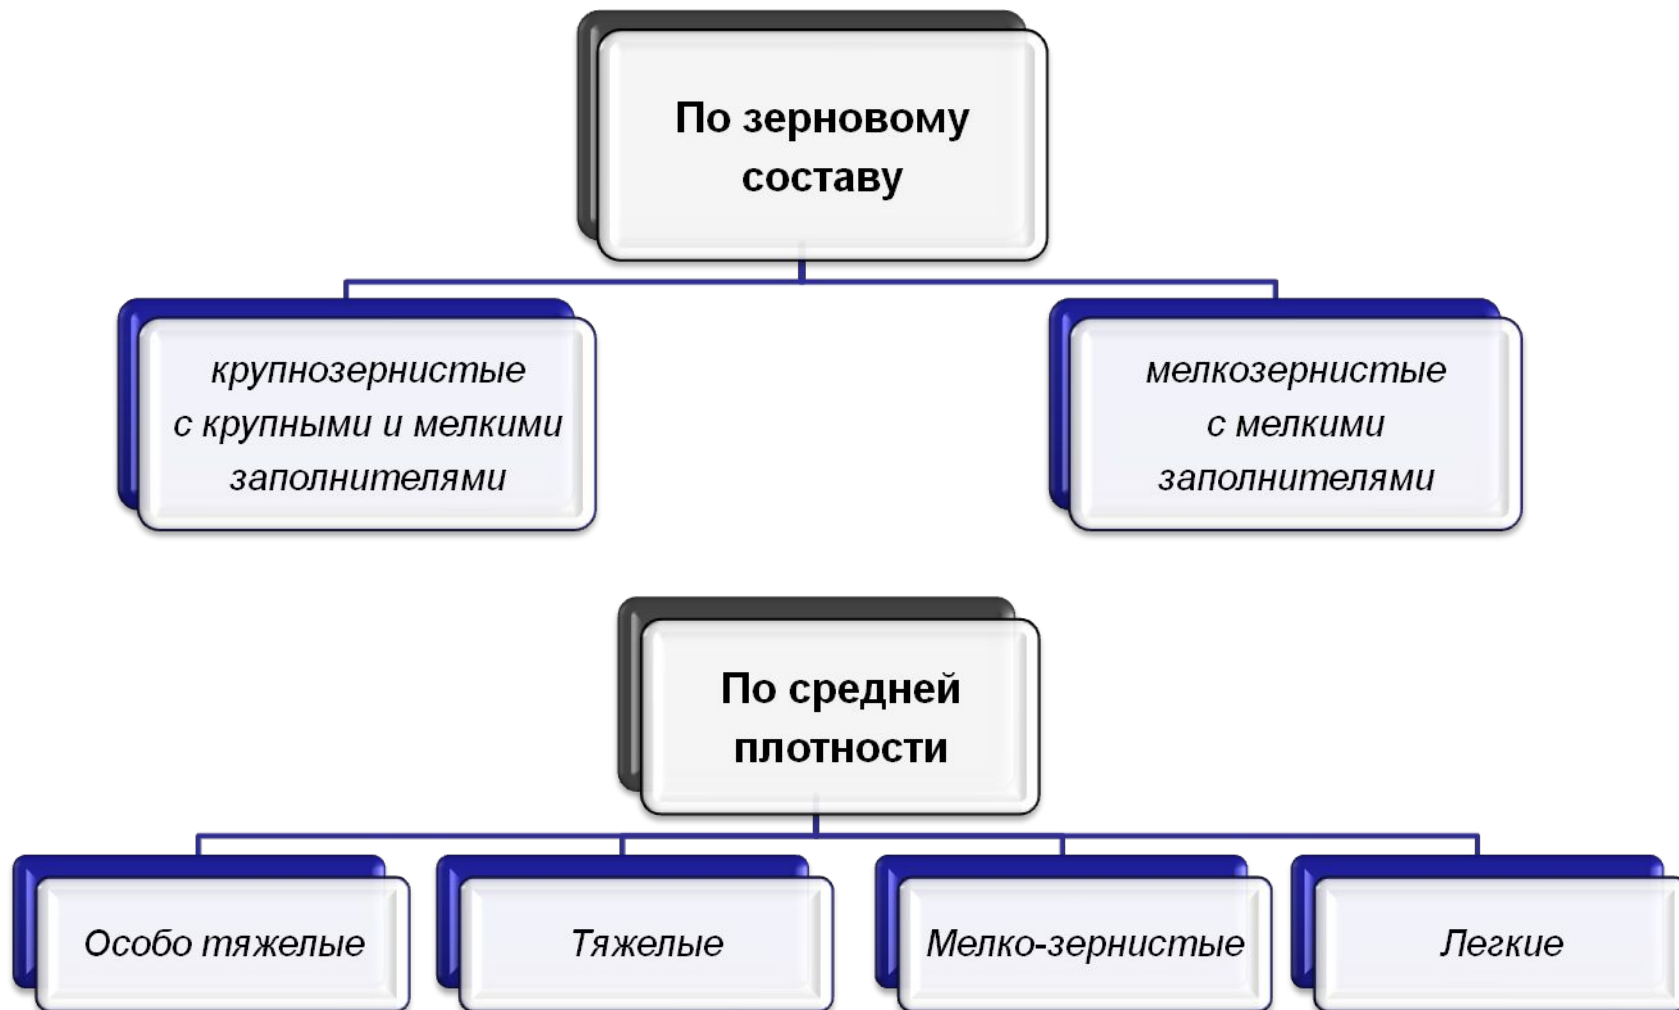 По зерновому
составу
крупнозернистые
с крупными и мелкими
заполнителями
мелкозернистые
с мелкими
заполнителями
По средней
плотности
Особо тяжелые
Тяжелые
Мелко-зернистые
Легкие